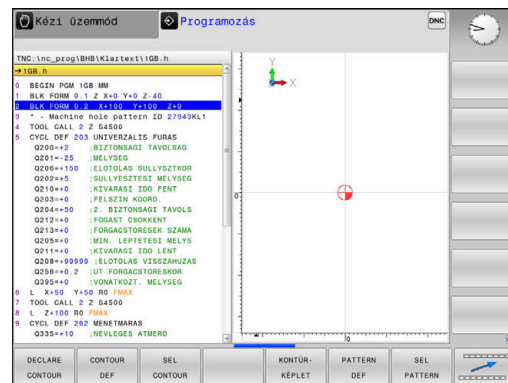 Kézi üzemmód
Programozás
DNC
TNC:\nc_prog\BHB\Klartext\1GB.h
→1GB.h
0 BEGIN PGM 1GB MM
1 BLK FORM 0.1 Z X+0 Y+0 Z-40
2 BLK FORM 0.2 X+100 Y+100 Z+0
3 * - Machine hole pattern ID 27943KL1
4 TOOL CALL 2 Z S4500
5 CYCL DEF 203 UNIVERZALIS FURAS
Q200=+2 ;BIZTONSAGI TAVOLSAG
Q201=-25 ;MELYSEG
Q206=+150 ;ELOTOLAS SULLYSZTKOR
Q202=+5 ;SULLYESZTESI MELYSEG
Q210=+0 ;KIVARASI IDO FENT
Q203=+0 ;FELSZIN KOORD.
Q204=+50 ;2. BIZTONSAGI TAVOLS
Q212=+0 ;FOGAST CSOKKENT
Q213=+0 ;FORGACSTORESEK SZAMA
Q205=+0 ;MIN. LEPTETESI MELYS
Q211=+0 ;KIVARASI IDO LENT
Q208=+99999 ;ELOTOLAS VISSZAHUZAS
Q256=+0.2 ;UT FORGACSTORESKOR
Q395=+0 ;VONATKOZT. MELYSEG
6 L X+50 Y+50 R0 FMAX
7 TOOL CALL 2 Z S4500
8 L Z+100 R0 FMAX
9 CYCL DEF 262 MENETMARAS
Q335=+10 ;NEVLEGES ATMERO
Y
X
0
0
DECLARE CONTOUR
CONTOUR DEF
SEL CONTOUR
KONTÚR-KÉPLET
PATTERN DEF
SEL PATTERN